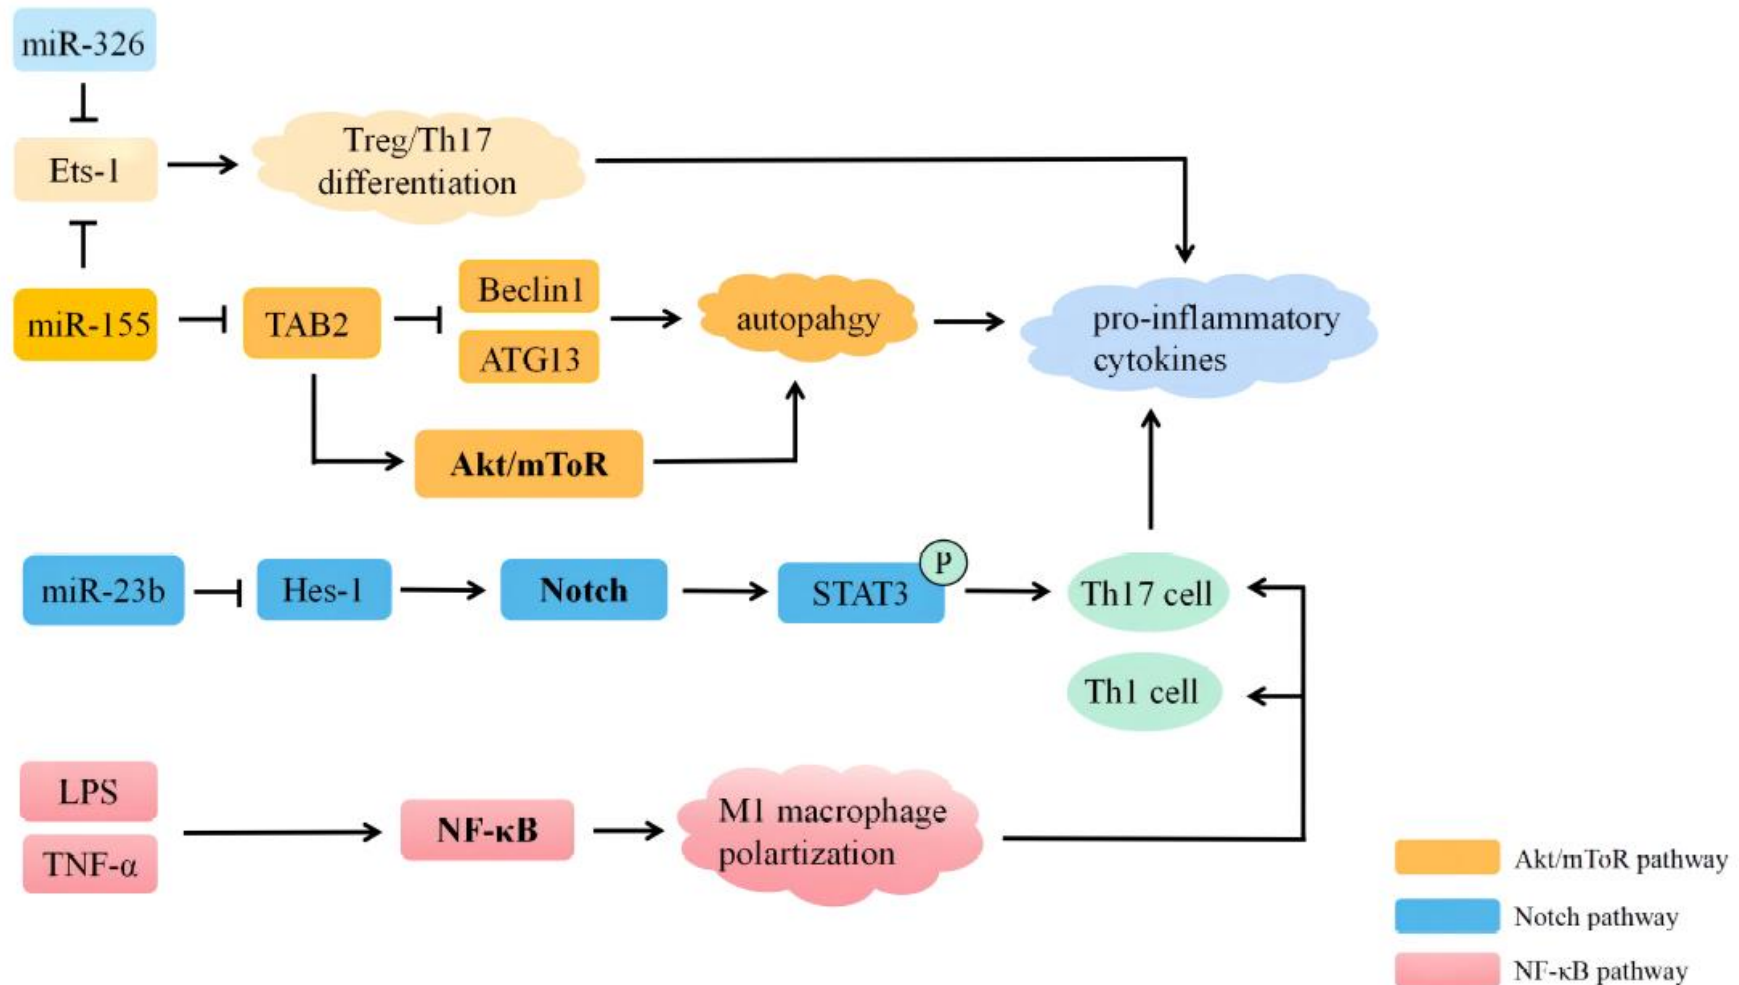 miR-326
Ets-1
Treg/Th17
differentiation
miR-155
TAB2
Beclin1
ATG13
autopahgy
pro-inflammatory
cytokines
Akt/mToR
miR-23b
Hes-1
Notch
STAT3
P
Th17 cell
Th1 cell
LPS
TNF-α
NF-κB
M1 macrophage
polartization
Akt/mToR pathway
Notch pathway
NF-κB pathway